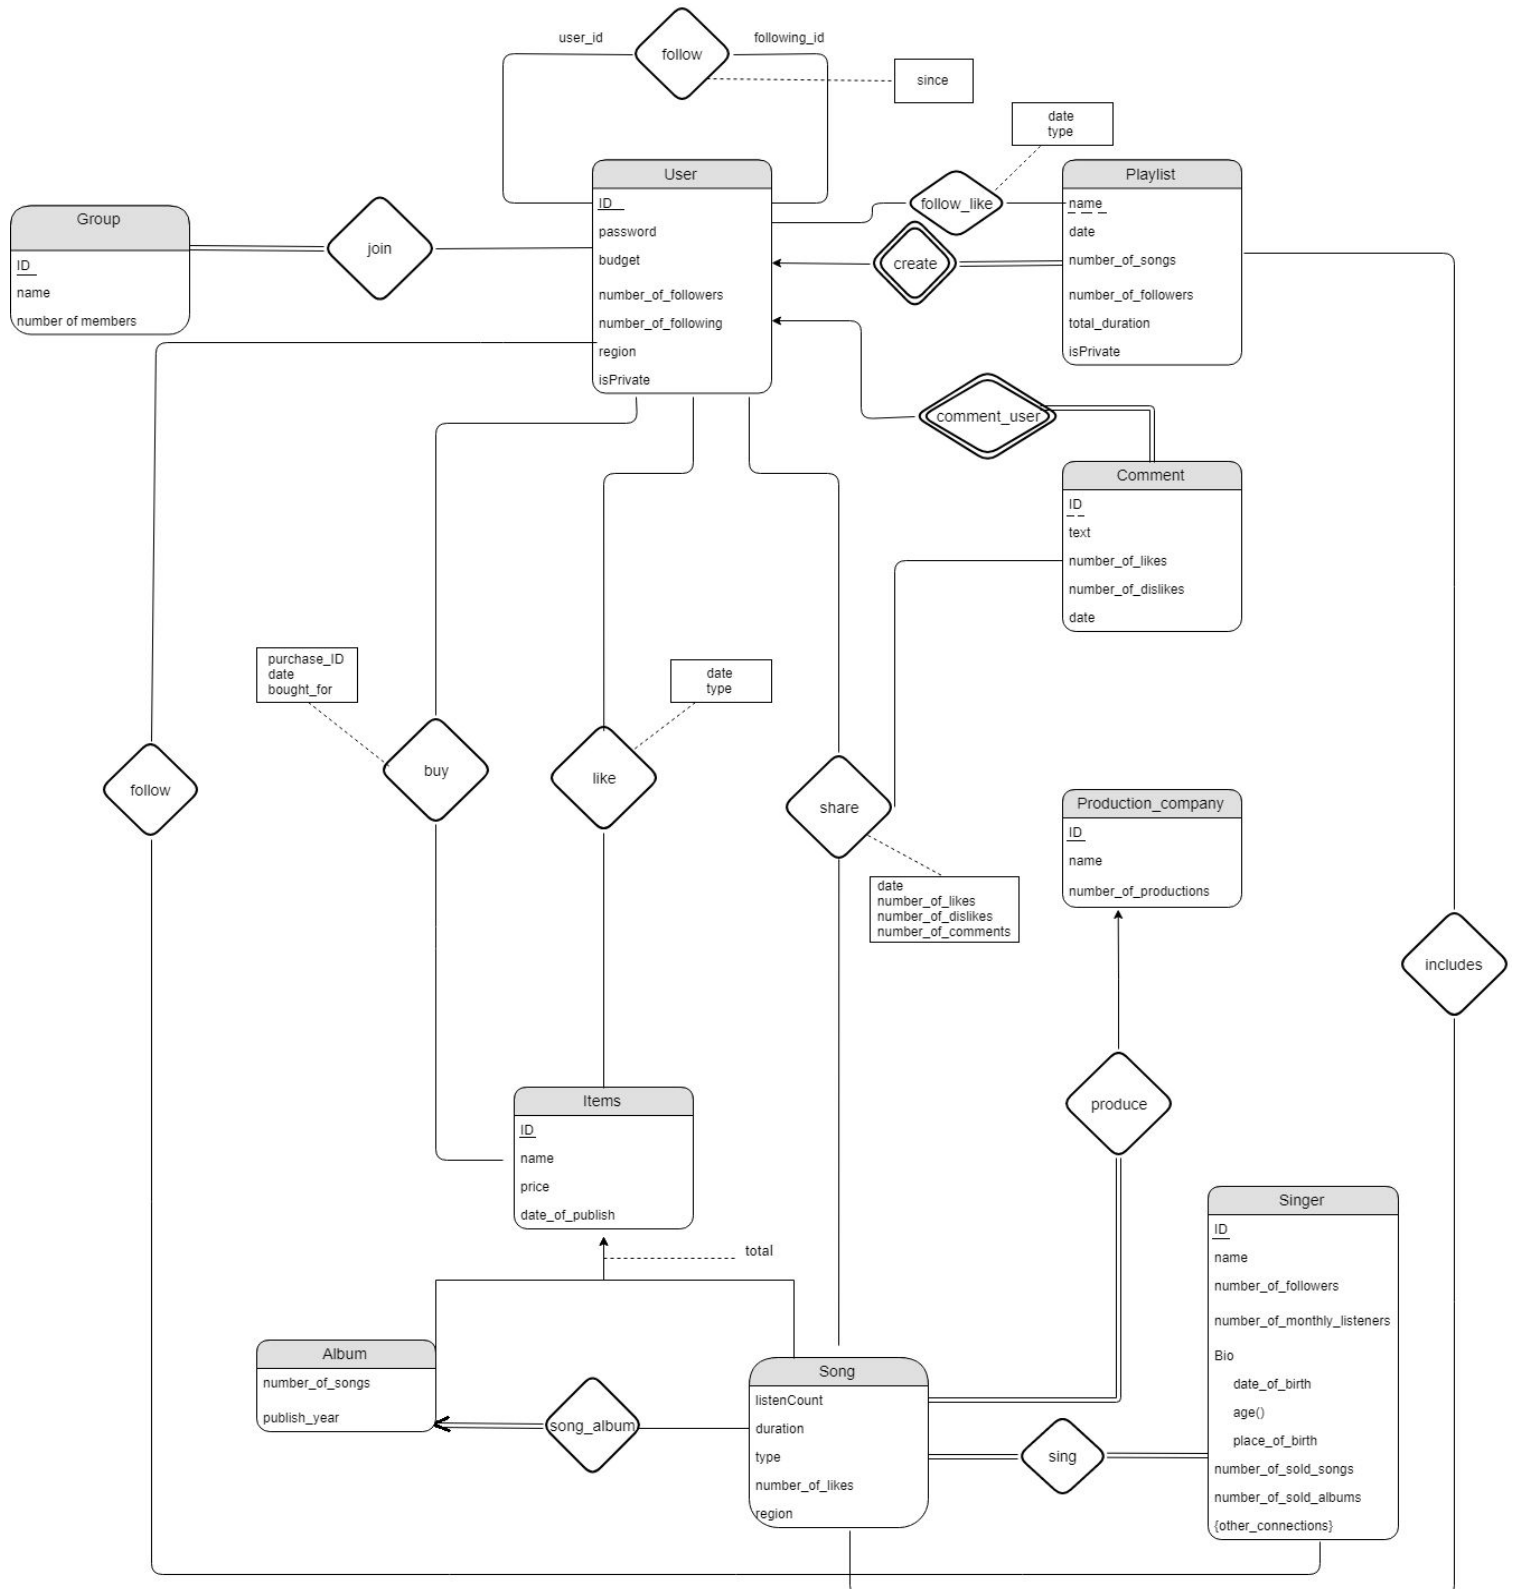 user_id
follow
following_id
since
date
type
User
ID
password
budget
number_of_followers
number_of_following
region
isPrivate
follow_like
create
Playlist
name
date
number_of_songs
number_of_followers
total_duration
isPrivate
Group
ID
name
number of members
join
comment_user
Comment
ID
text
number_of_likes
number_of_dislikes
date
purchase_ID
date
bought_for
date
type
follow
buy
like
share
date
number_of_likes
number_of_dislikes
number_of_comments
Production_company
ID
name
number_of_productions
includes
produce
Items
ID
name
price
date_of_publish
total
Singer
ID
name
number_of_followers
number_of_monthly_listeners
Bio
date_of_birth
age()
place_of_birth
number_of_sold_songs
number_of_sold_albums
{other_connections}
Album
number_of_songs
publish_year
song_album
Song
listenCount
duration
type
number_of_likes
region
sing